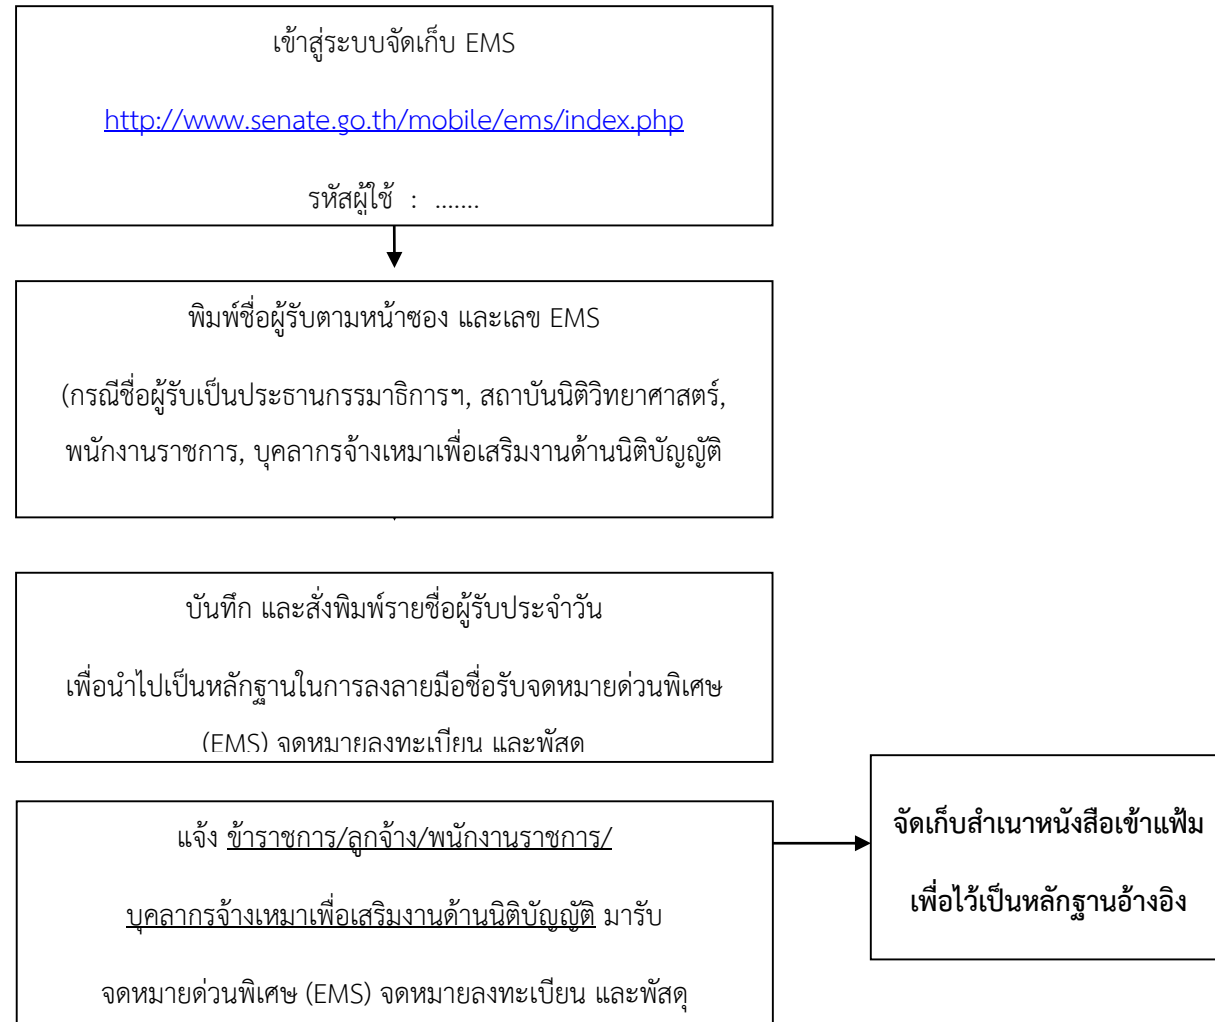 เข้าสู่ระบบจัดเก็บ EMS
http://www.senate.go.th/mobile/ems/index.php
รหัสผู้ใช้ : .......
พิมพ์ชื่อผู้รับตามหน้าซอง และเลข EMS
(กรณีชื่อผู้รับเป็นประธานกรรมาธิการฯ, สถาบันนิติวิทยาศาสตร์,
พนักงานราชการ, บุคลากรจ้างเหมาเพื่อเสริมงานด้านนิติบัญญัติ
บันทึก และสั่งพิมพ์รายชื่อผู้รับประจำวัน
เพื่อนำไปเป็นหลักฐานในการลงลายมือชื่อรับจดหมายด่วนพิเศษ
(EMS) จดหมายลงทะเบียน และพัสดุ
แจ้ง ข้าราชการ/ลูกจ้าง/พนักงานราชการ/
บุคลากรจ้างเหมาเพื่อเสริมงานด้านนิติบัญญัติ มารับ
จดหมายด่วนพิเศษ (EMS) จดหมายลงทะเบียน และพัสดุ
จัดเก็บสำเนาหนังสือเข้าแฟ้ม
เพื่อไว้เป็นหลักฐานอ้างอิง